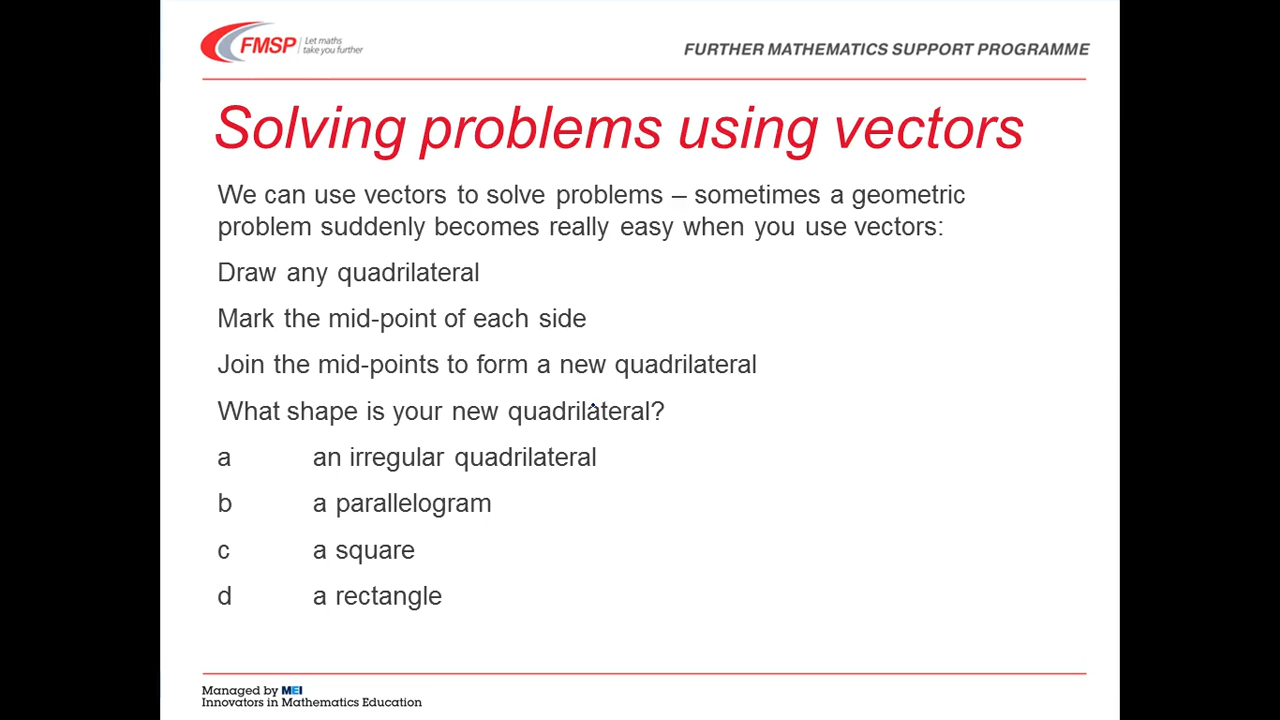 FMSP
Let maths
take you further
FURTHER MATHEMATICS SUPPORT PROGRAMME
Solving problems using vectors
We can use vectors to solve problems – sometimes a geometric
problem suddenly becomes really easy when you use vectors:
Draw any quadrilateral
Mark the mid-point of each side
Join the mid-points to form a new quadrilateral
What shape is your new quadrilateral?
a an irregular quadrilateral
b a parallelogram
c a square
d a rectangle
Managed by MEI
Innovators in Mathematics Education